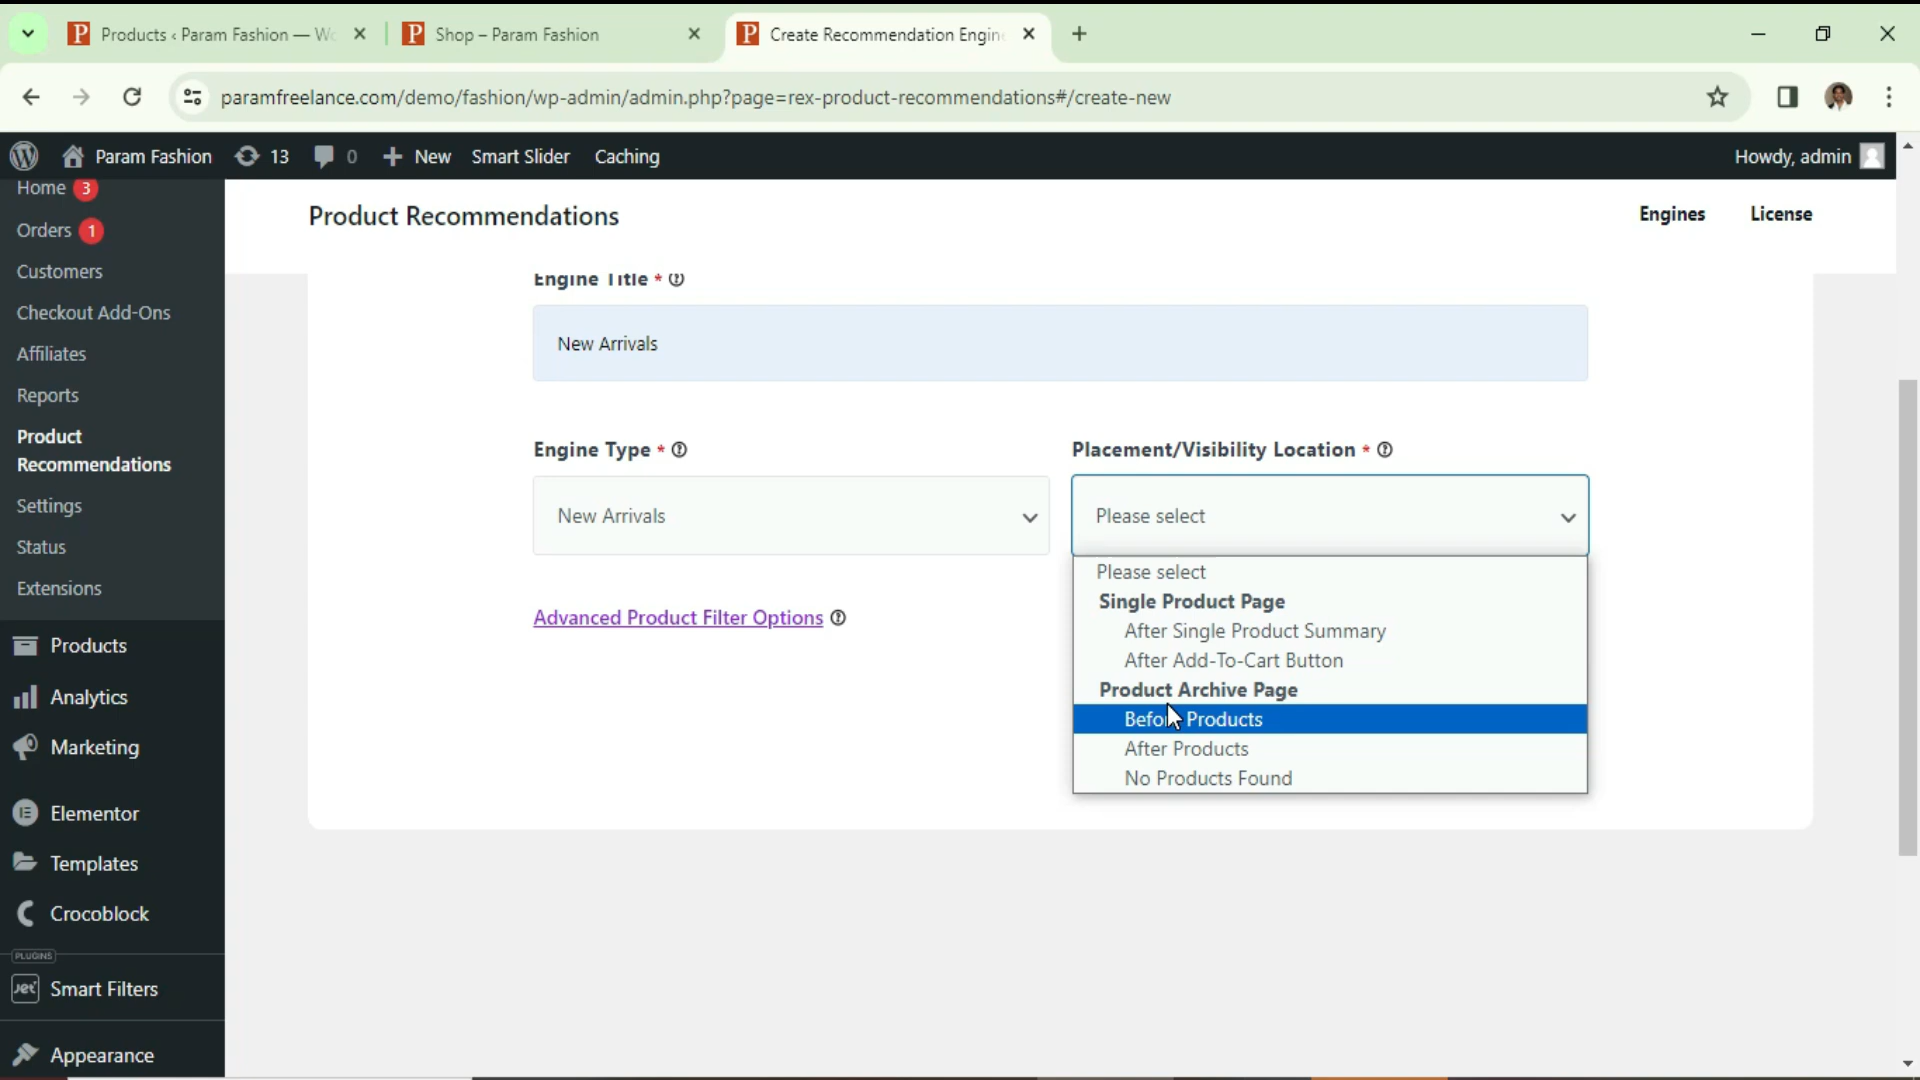 Products ‹ Param Fashion — Wo
Shop – Param Fashion
Create Recommendation Engin
paramfreelance.com/demo/fashion/wp-admin/admin.php?page=rex-product-recommendations#/create-new
Param Fashion
13
0
New
Smart Slider
Caching
Howdy, admin
Home 3
Orders 1
Customers
Checkout Add-Ons
Affiliates
Reports
Product
Recommendations
Settings
Status
Extensions
Products
Analytics
Marketing
Elementor
Templates
Crocoblock
PLUGINS
Jet
Smart Filters
Appearance
Product Recommendations
Engines
License
Engine Title *
New Arrivals
Engine Type *
New Arrivals
Placement/Visibility Location *
Please select
Please select
Single Product Page
After Single Product Summary
After Add-To-Cart Button
Product Archive Page
Before Products
After Products
No Products Found
Advanced Product Filter Options